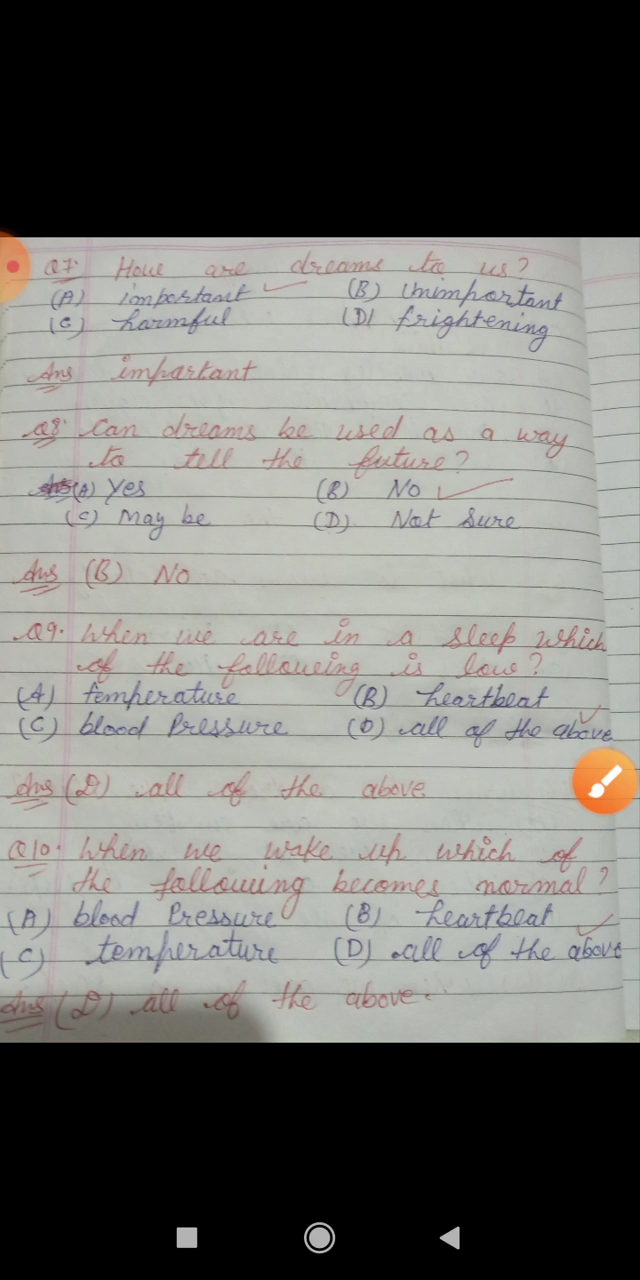 Q7. How are dreams to us?
(A) important (B) Unimportant
(C) harmful (D) frightening
Ans important
Q8. Can dreams be used as a way
to tell the future?
(A) Yes (B) No
(C) May be (D) Not Sure
Ans (B) No
Q9. When we are in a sleep which
of the following is low?
(A) temperature (B) heartbeat
(C) blood Pressure (D) all of the above
Ans (D) all of the above
Q10. When we wake up which of
the following becomes normal?
(A) blood Pressure (B) heartbeat
(C) temperature (D) all of the above
Ans (D) all of the above.